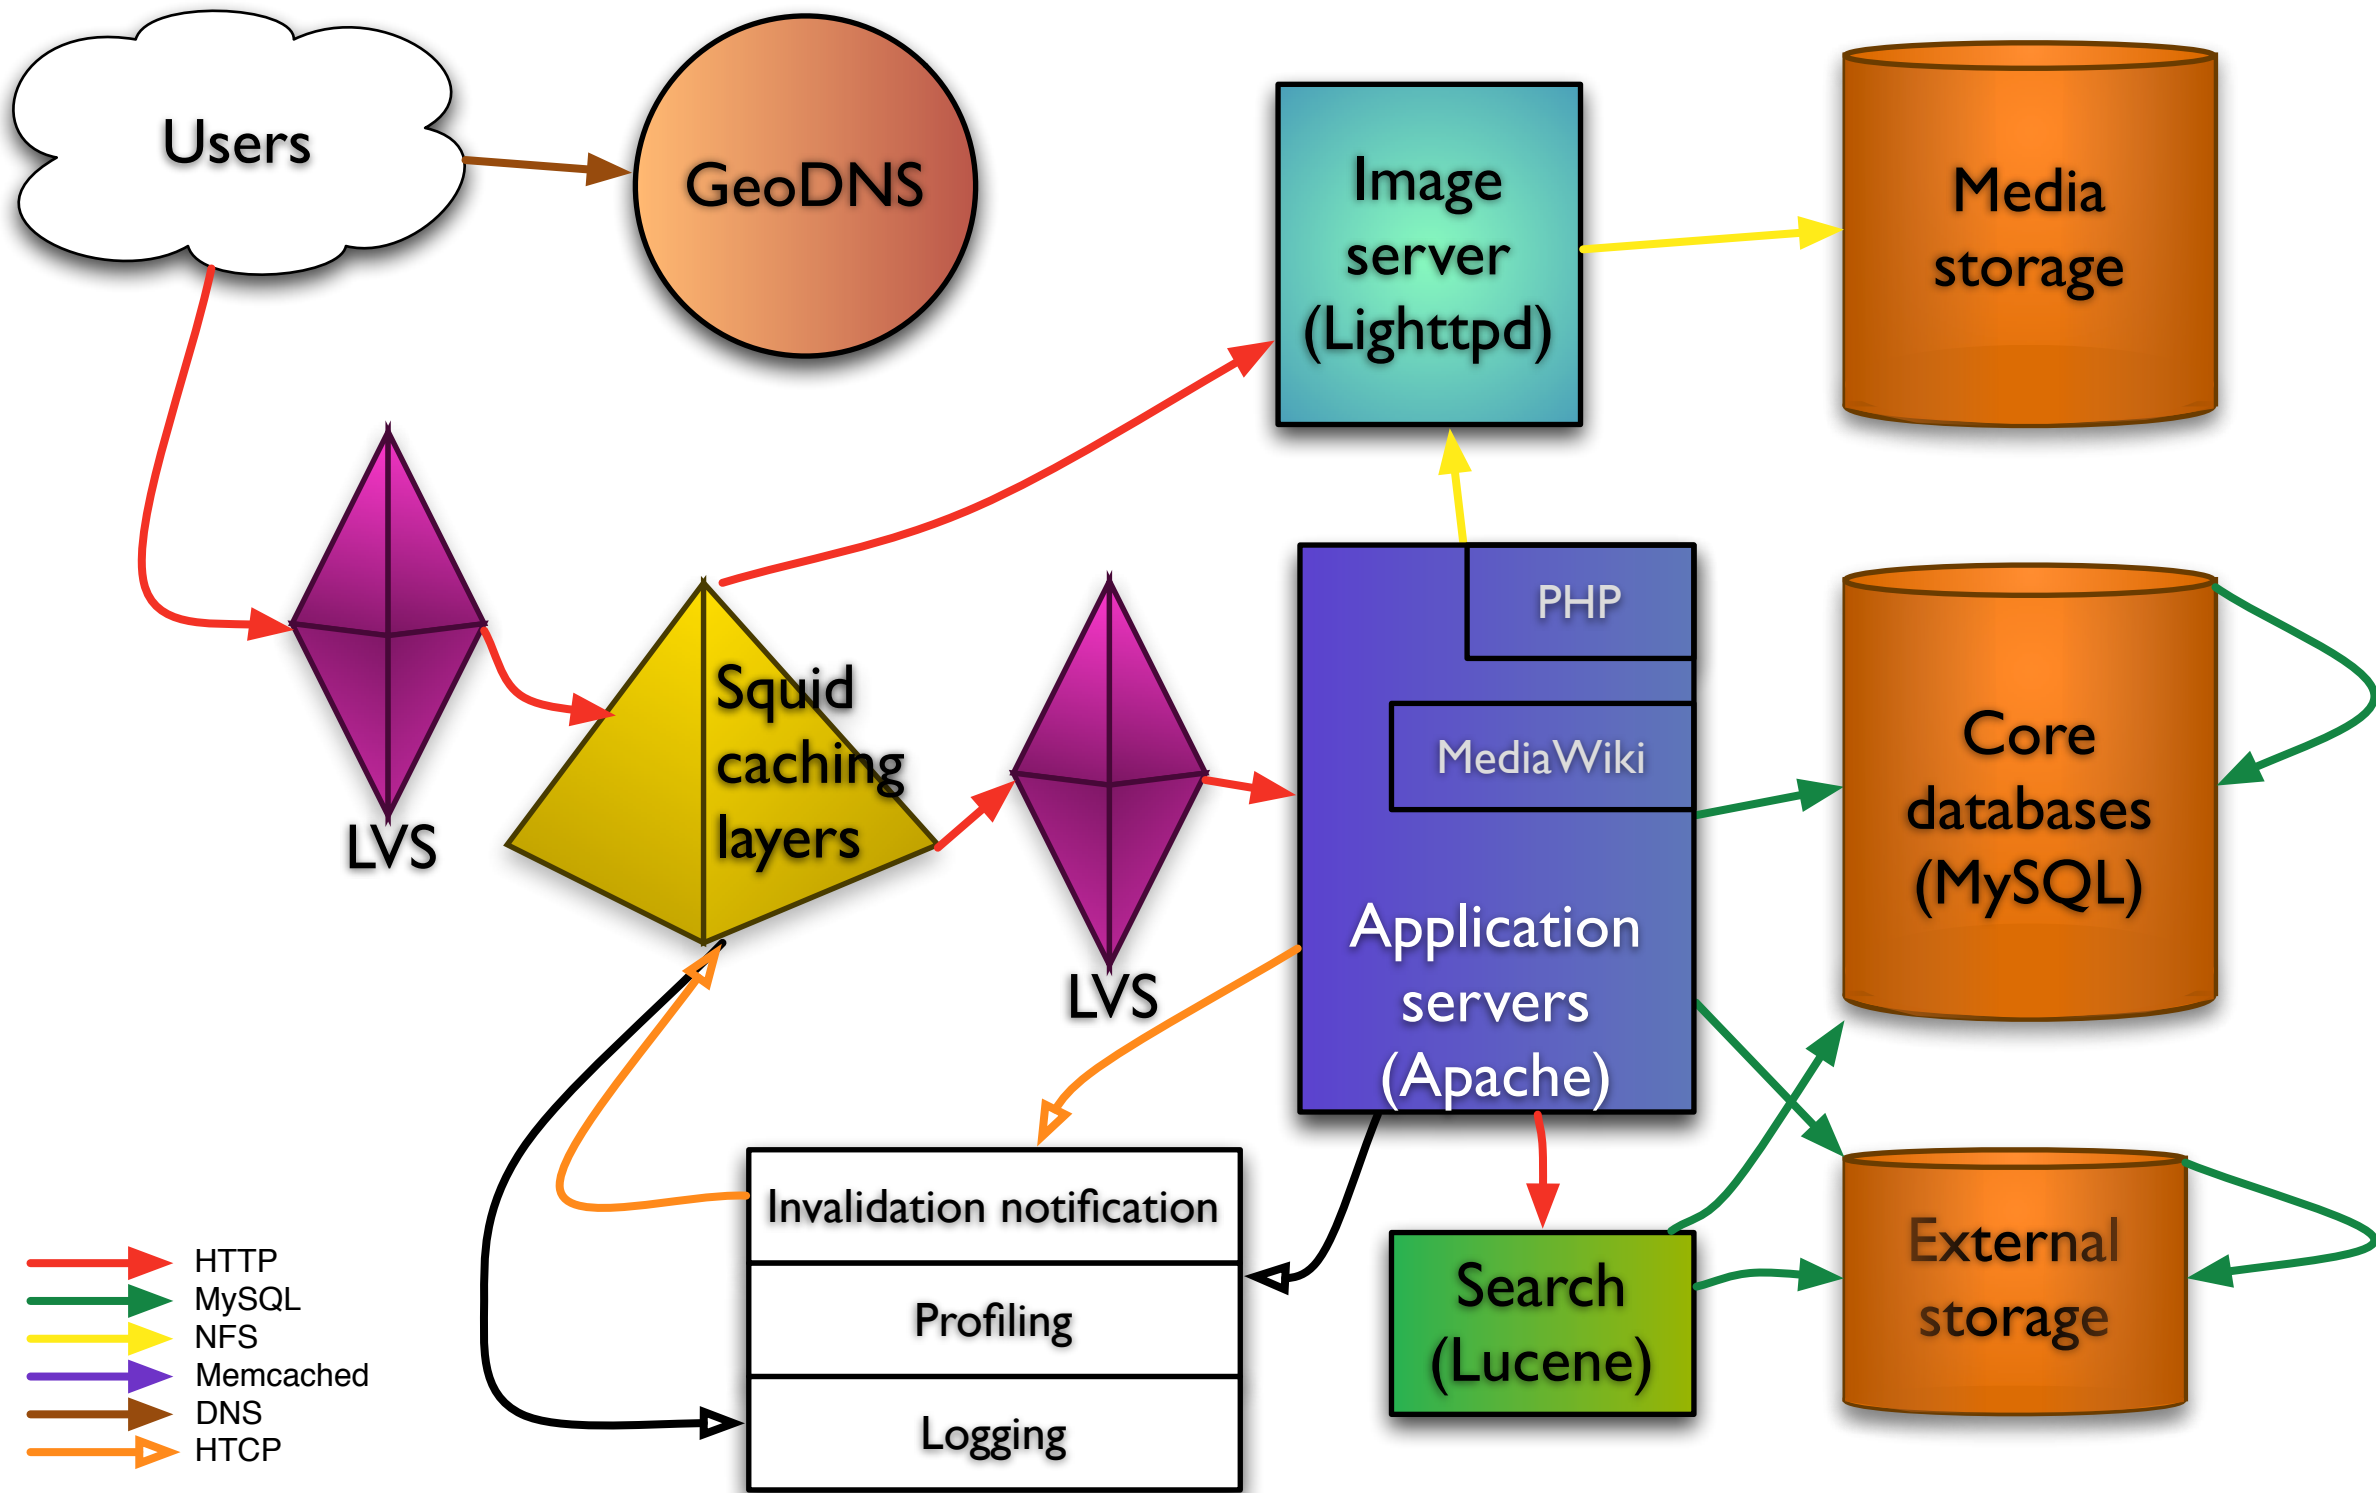 Users
GeoDNS
Image
server
(Lighttpd)
Media
storage
LVS
Squid
caching
layers
LVS
PHP
MediaWiki
Application
servers
(Apache)
Core
databases
(MySQL)
Invalidation notification
Profiling
Logging
Search
(Lucene)
External
storage
HTTP
MySQL
NFS
Memcached
DNS
HTCP